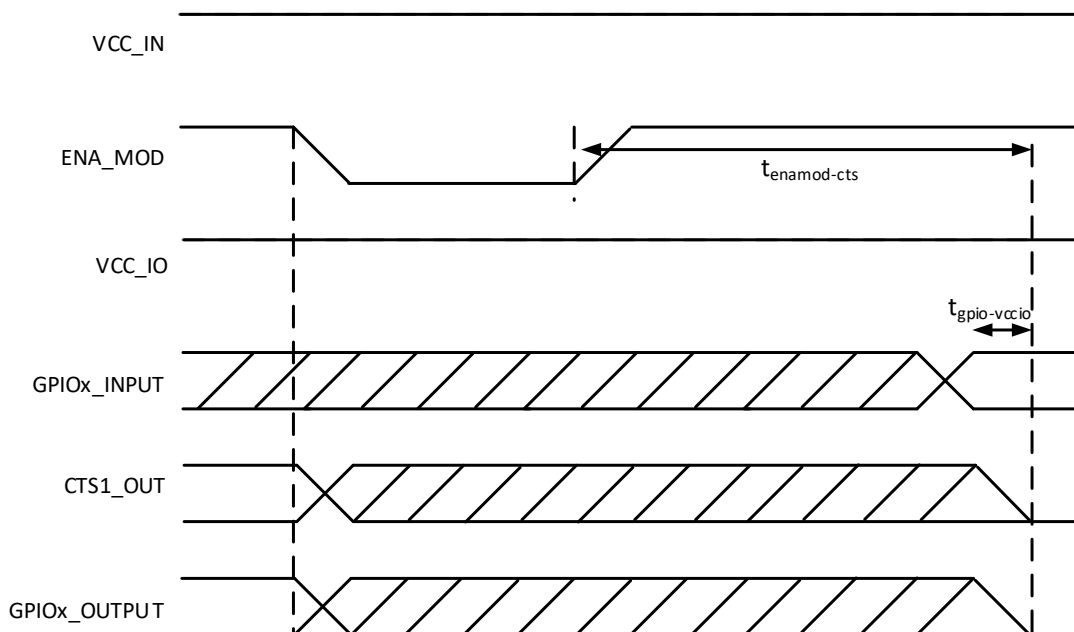 VCC_IN
ENA_MOD
tenamod-cts
VCC_IO
tgpio-vccio
GPIOx_INPUT
CTS1_OUT
GPIOx_OUTPUT